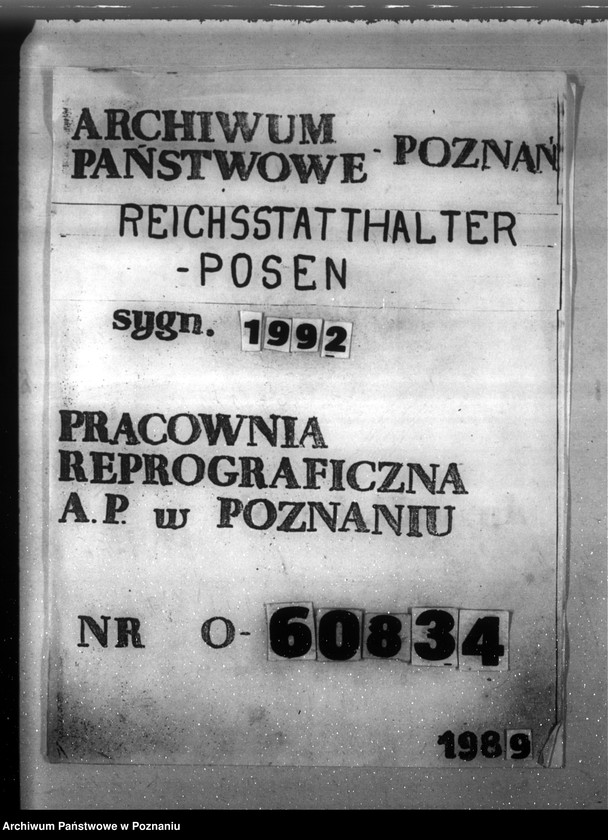 ARCHIWUM
PAŃSTWOWE - POZNAŃ
REICHSSTATTHALTER
-POSEN
sygn. 1992
PRACOWNIA
REPROGRAFICZNA
A.P. w POZNANIU
NR O-60834
1989
Archiwum Państwowe w Poznaniu